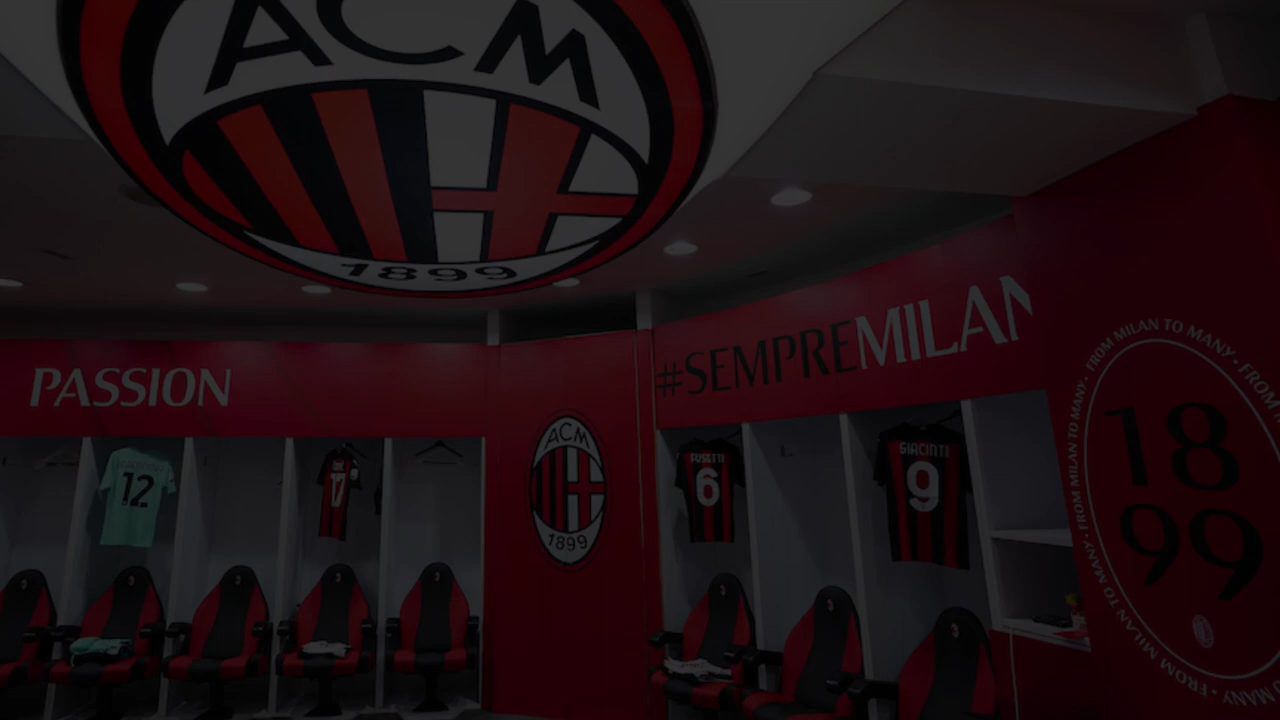 ACM
1899
PASSION
#SEMPREMILAN
12
17
ACM
1899
FUSETTI
6
GIACINTI
9
FROM MILAN TO MANY • FROM MILAN TO MANY • FROM MILAN TO MANY • FROM
18
99